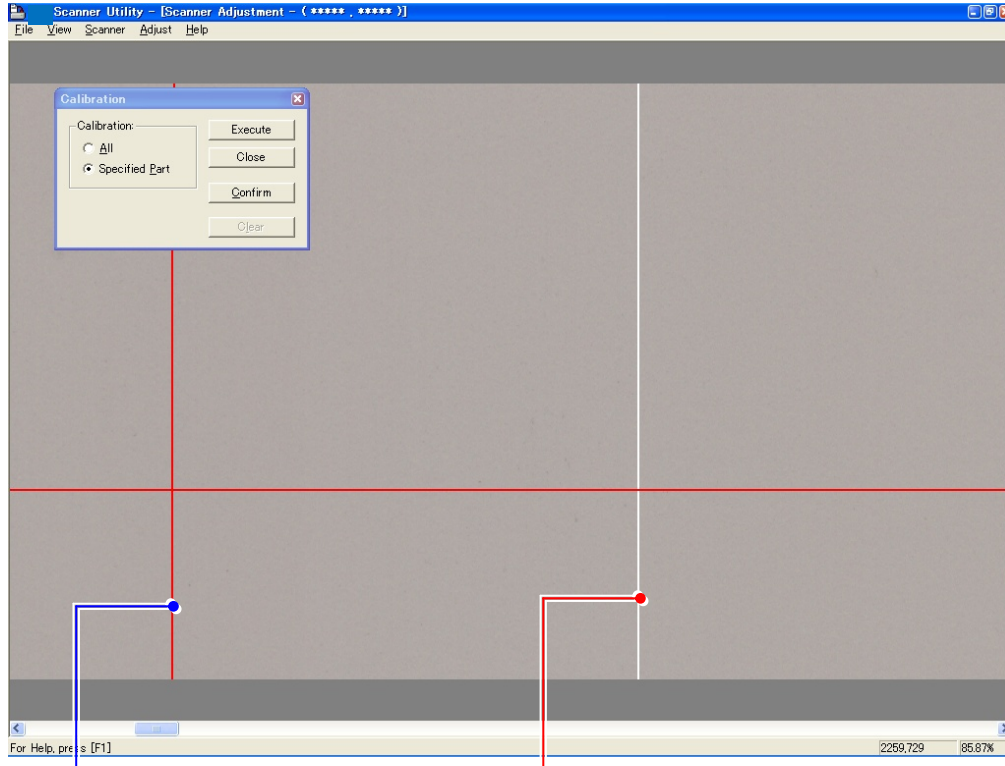 Scanner Utility - [Scanner Adjustment - ( ***** , ***** )]
File View Scanner Adjust Help
Calibration
Calibration:
All
Specified Part
Execute
Close
Confirm
Clear
For Help, press [F1]
2259,729 85.87%